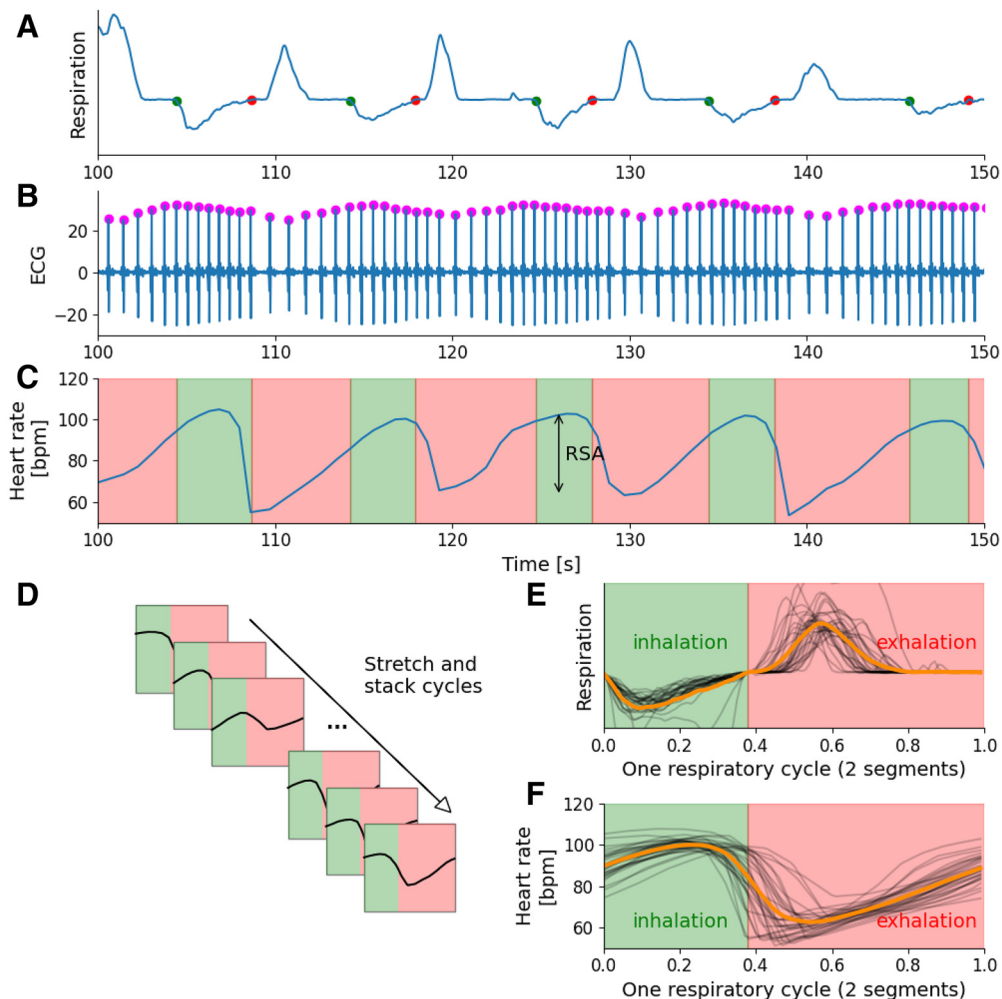 A
Respiration
100 110 120 130 140 150
B
ECG
20
0
−20
100 110 120 130 140 150
C
Heart rate
[bpm]
120
100
80
60
RSA
100 110 120 130 140 150
Time [s]
D
Stretch and
stack cycles
...
E
Respiration
inhalation exhalation
0.0 0.2 0.4 0.6 0.8 1.0
One respiratory cycle (2 segments)
F
Heart rate
[bpm]
120
100
80
60
inhalation exhalation
0.0 0.2 0.4 0.6 0.8 1.0
One respiratory cycle (2 segments)